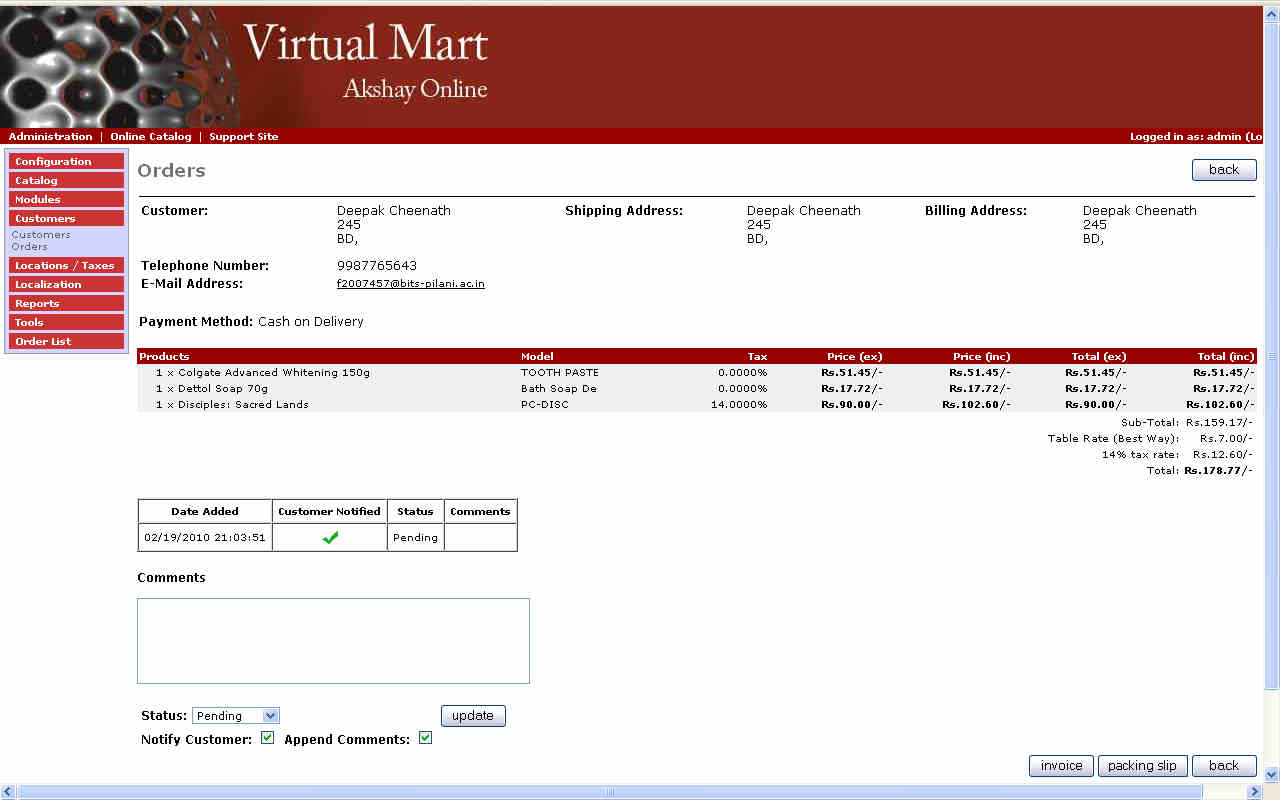 Virtual Mart
Akshay Online
Administration | Online Catalog | Support Site Logged in as: admin (Lo
Configuration
Catalog
Modules
Customers
Customers
Orders
Locations / Taxes
Localization
Reports
Tools
Order List
Orders back
Customer: Deepak Cheenath Shipping Address: Deepak Cheenath Billing Address: Deepak Cheenath
245 245 245
BD, BD, BD,
Telephone Number: 9987765643
E-Mail Address: f2007457@bits-pilani.ac.in
Payment Method: Cash on Delivery
Products Model Tax Price (ex) Price (inc) Total (ex) Total (inc)
1 x Colgate Advanced Whitening 150g TOOTH PASTE 0.0000% Rs.51.45/- Rs.51.45/- Rs.51.45/- Rs.51.45/-
1 x Dettol Soap 70g Bath Soap De 0.0000% Rs.17.72/- Rs.17.72/- Rs.17.72/- Rs.17.72/-
1 x Disciples: Sacred Lands PC-DISC 14.0000% Rs.90.00/- Rs.102.60/- Rs.90.00/- Rs.102.60/-
Sub-Total: Rs.159.17/-
Table Rate (Best Way): Rs.7.00/-
14% tax rate: Rs.12.60/-
Total: Rs.178.77/-
Date Added Customer Notified Status Comments
02/19/2010 21:03:51 Pending
Comments
Status: Pending update
Notify Customer: Append Comments:
invoice packing slip back